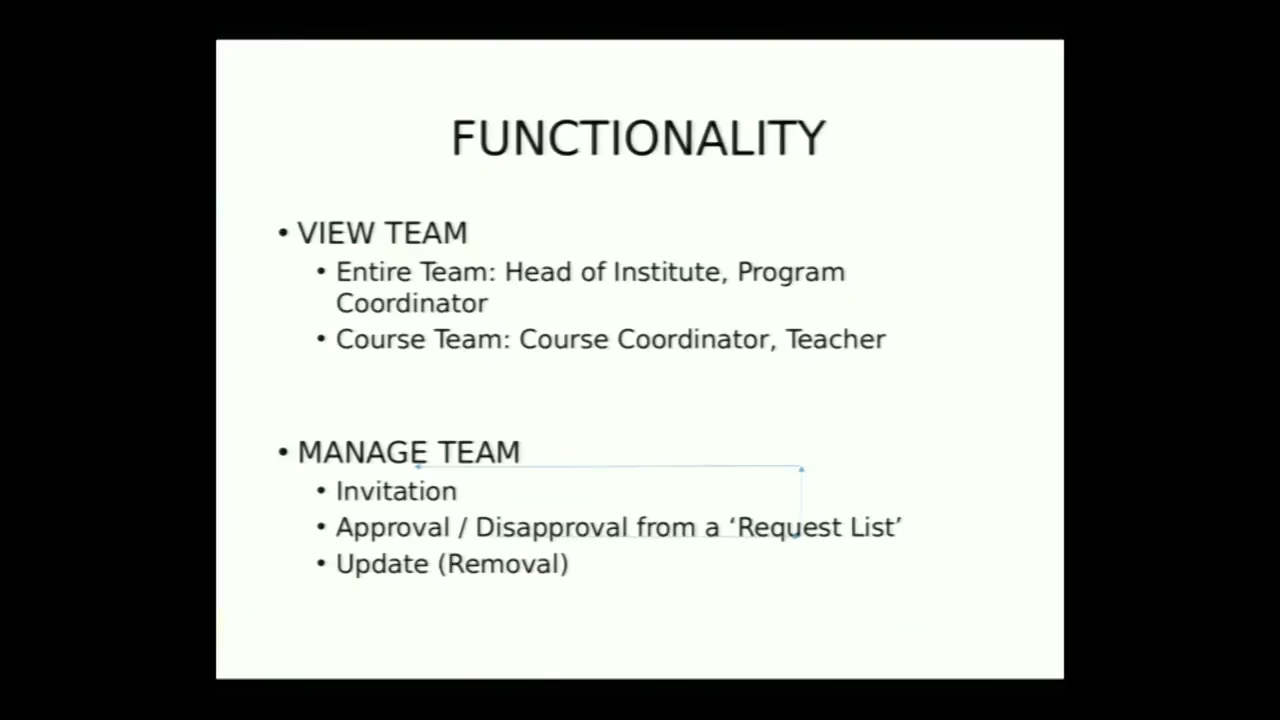 FUNCTIONALITY
• VIEW TEAM
• Entire Team: Head of Institute, Program
Coordinator
• Course Team: Course Coordinator, Teacher
• MANAGE TEAM
• Invitation
• Approval / Disapproval from a ‘Request List’
• Update (Removal)